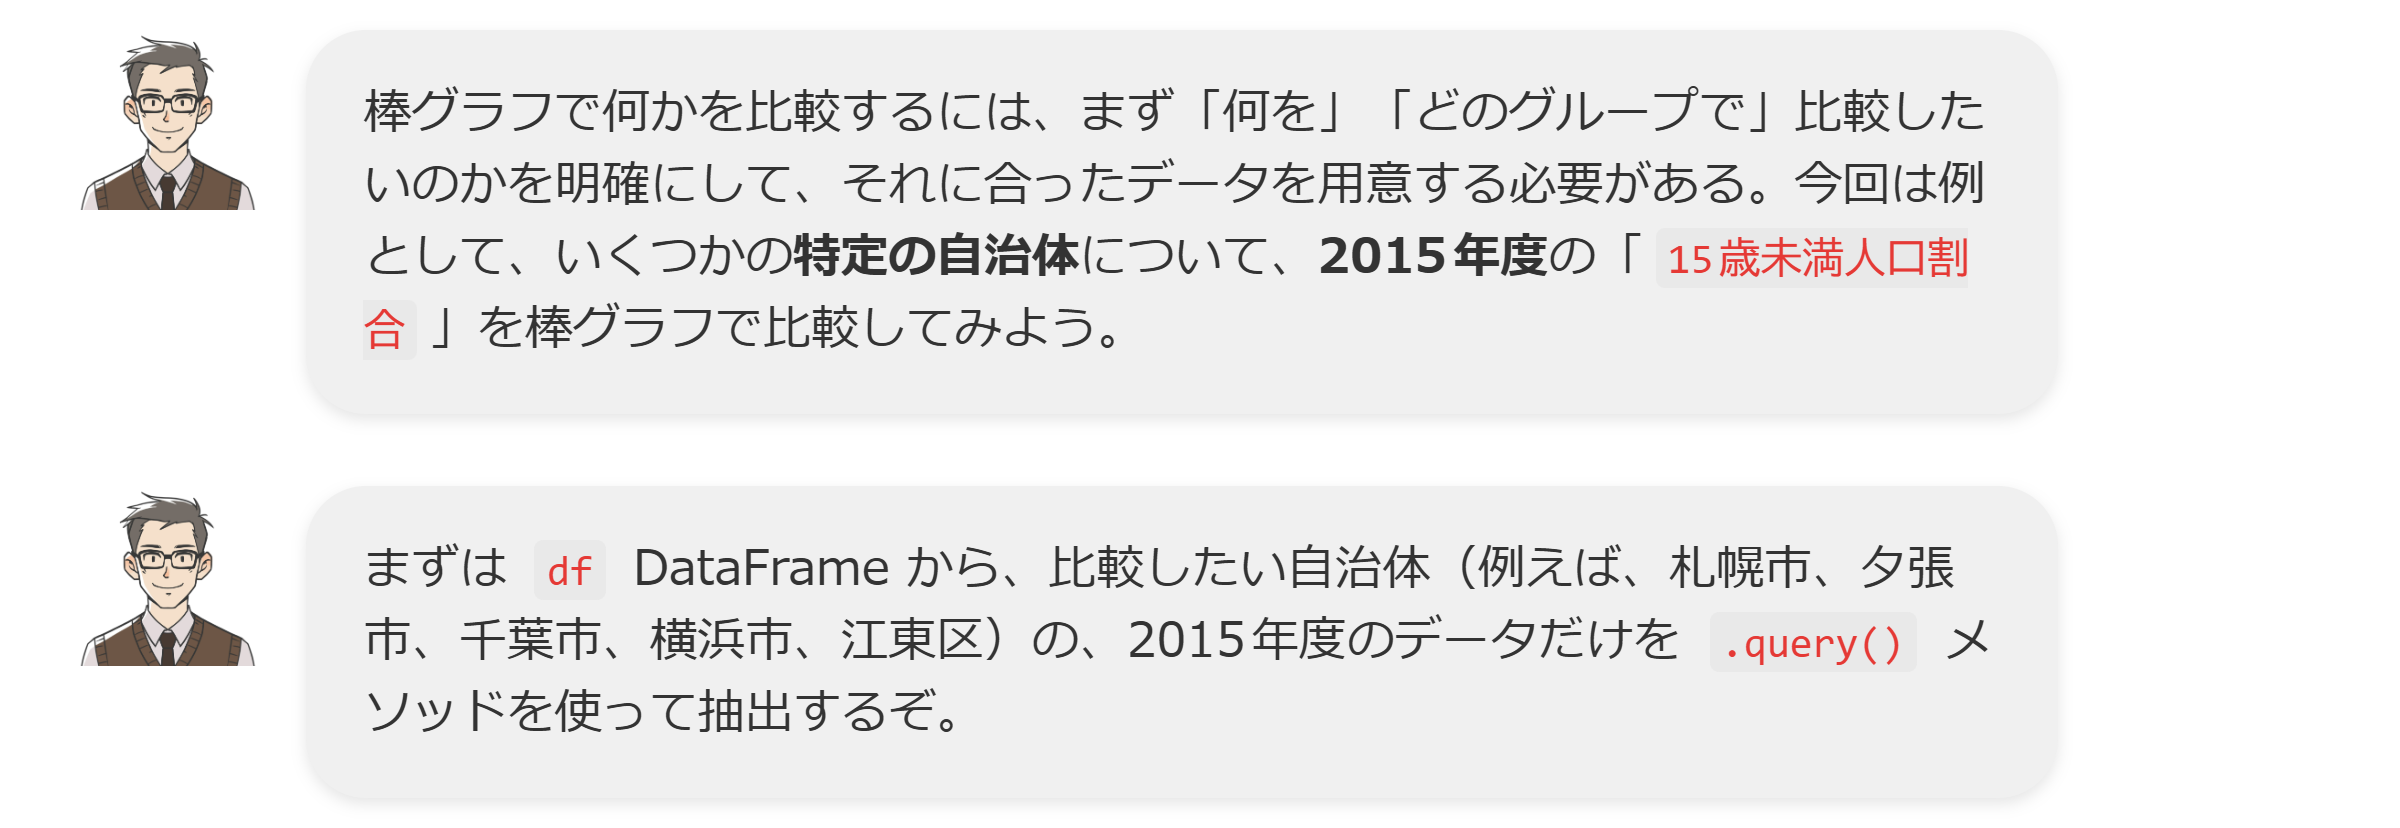 棒グラフで何かを比較するには、まず「何を」「どのグループで」比較した
いのかを明確にして、それに合ったデータを用意する必要がある。今回は例
として、いくつかの特定の自治体について、2015年度の「 15歳未満人口割
合 」を棒グラフで比較してみよう。
まずは df DataFrame から、比較したい自治体（例えば、札幌市、夕張
市、千葉市、横浜市、江東区）の、2015年度のデータだけを .query() メ
ソッドを使って抽出するぞ。